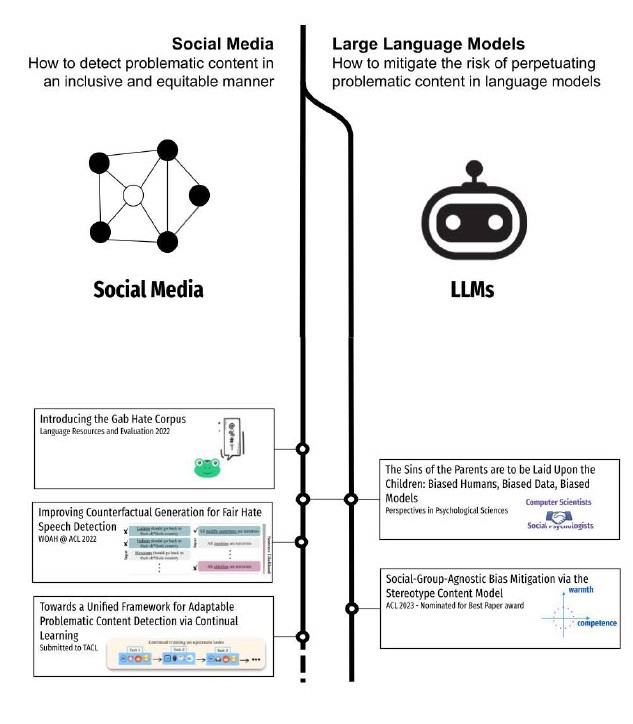 Social Media
How to detect problematic content in
an inclusive and equitable manner
Large Language Models
How to mitigate the risk of perpetuating
problematic content in language models
Social Media
LLMs
Introducing the Gab Hate Corpus
Language Resources and Evaluation 2022
@
%
#
The Sins of the Parents are to be Laid Upon the
Children: Biased Humans, Biased Data, Biased
Models
Perspectives in Psychological Sciences
Computer Scientists
Social Psychologists
Improving Counterfactual Generation for Fair Hate
Speech Detection
WOAH @ ACL 2022
Social-Group-Agnostic Bias Mitigation via the
Stereotype Content Model
ACL 2023 - Nominated for Best Paper award
warmth
competence
Towards a Unified Framework for Adaptable
Problematic Content Detection via Continual
Learning
Submitted to TACL
Task 1
Task 2
Task 3